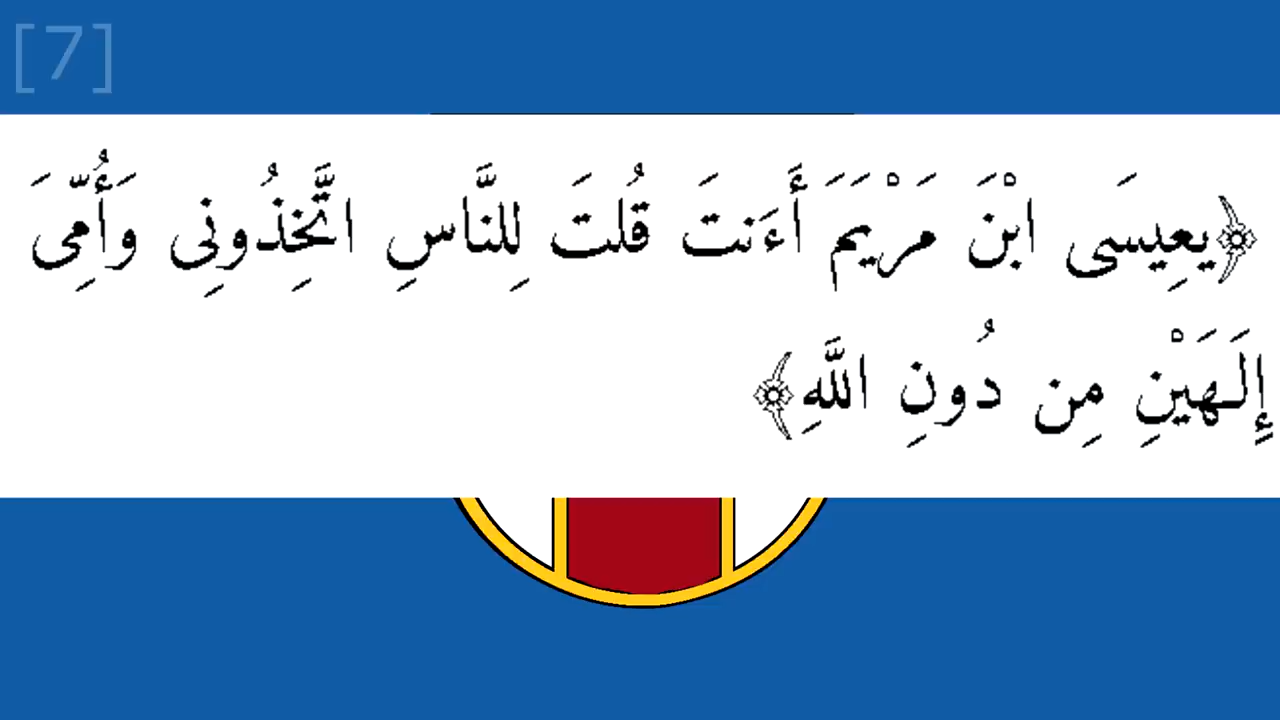 [7]
﴿يعِيسَى ابْنَ مَرْيَمَ أَءَنتَ قُلتَ لِلنَّاسِ اتَّخِذُونِى وَأُمِّىَ
إِلَهَيْنِ مِن دُونِ اللَّهِ﴾